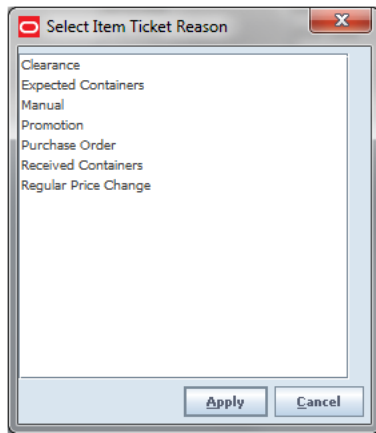 Select Item Ticket Reason
Clearance
Expected Containers
Manual
Promotion
Purchase Order
Received Containers
Regular Price Change
Apply Cancel